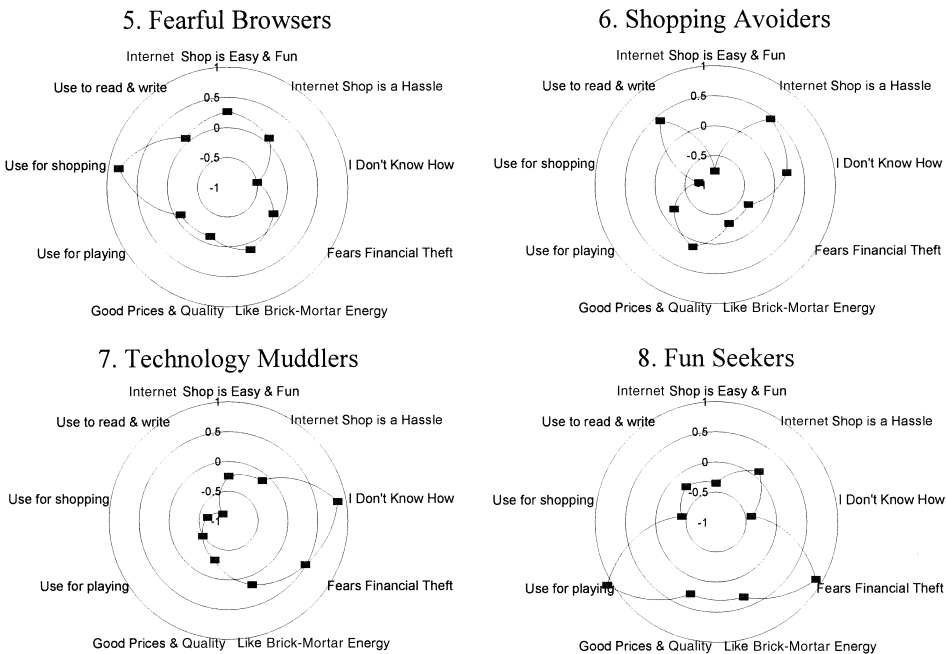 5. Fearful Browsers
Internet Shop is Easy & Fun
1
Use to read & write
Internet Shop is a Hassle
0.5
0
Use for shopping
I Don't Know How
-0.5
-1
Use for playing
Fears Financial Theft
Good Prices & Quality
Like Brick-Mortar Energy
6. Shopping Avoiders
Internet Shop is Easy & Fun
1
Use to read & write
Internet Shop is a Hassle
0.5
0
Use for shopping
I Don't Know How
-0.5
-1
Use for playing
Fears Financial Theft
Good Prices & Quality
Like Brick-Mortar Energy
7. Technology Muddlers
Internet Shop is Easy & Fun
1
Use to read & write
Internet Shop is a Hassle
0.5
0
Use for shopping
I Don't Know How
-0.5
-1
Use for playing
Fears Financial Theft
Good Prices & Quality
Like Brick-Mortar Energy
8. Fun Seekers
Internet Shop is Easy & Fun
1
Use to read & write
Internet Shop is a Hassle
0.5
0
Use for shopping
I Don't Know How
-0.5
-1
Use for playing
Fears Financial Theft
Good Prices & Quality
Like Brick-Mortar Energy